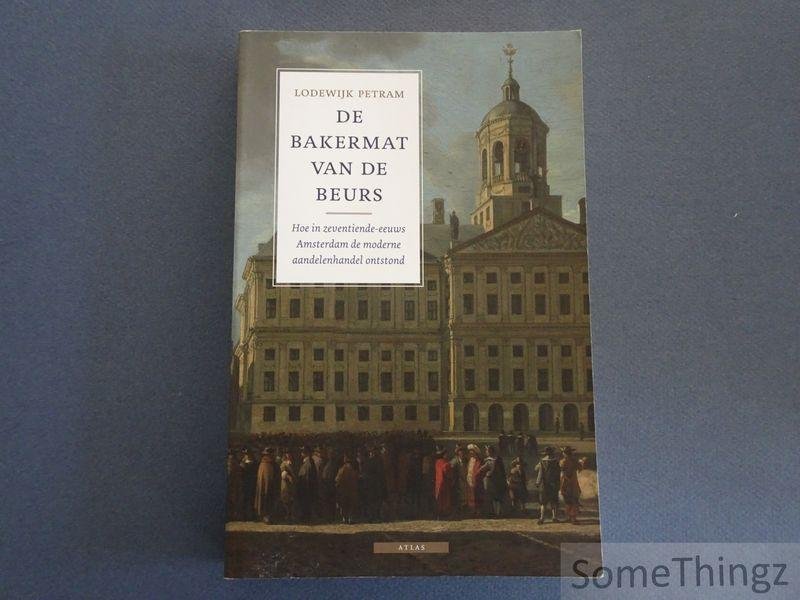 LODEWIJK PETRAM
DE
BAKERMAT
VAN DE
BEURS
Hoe in zeventiende-eeuws
Amsterdam de moderne
aandelenhandel ontstond
ATLAS
SomeThingz